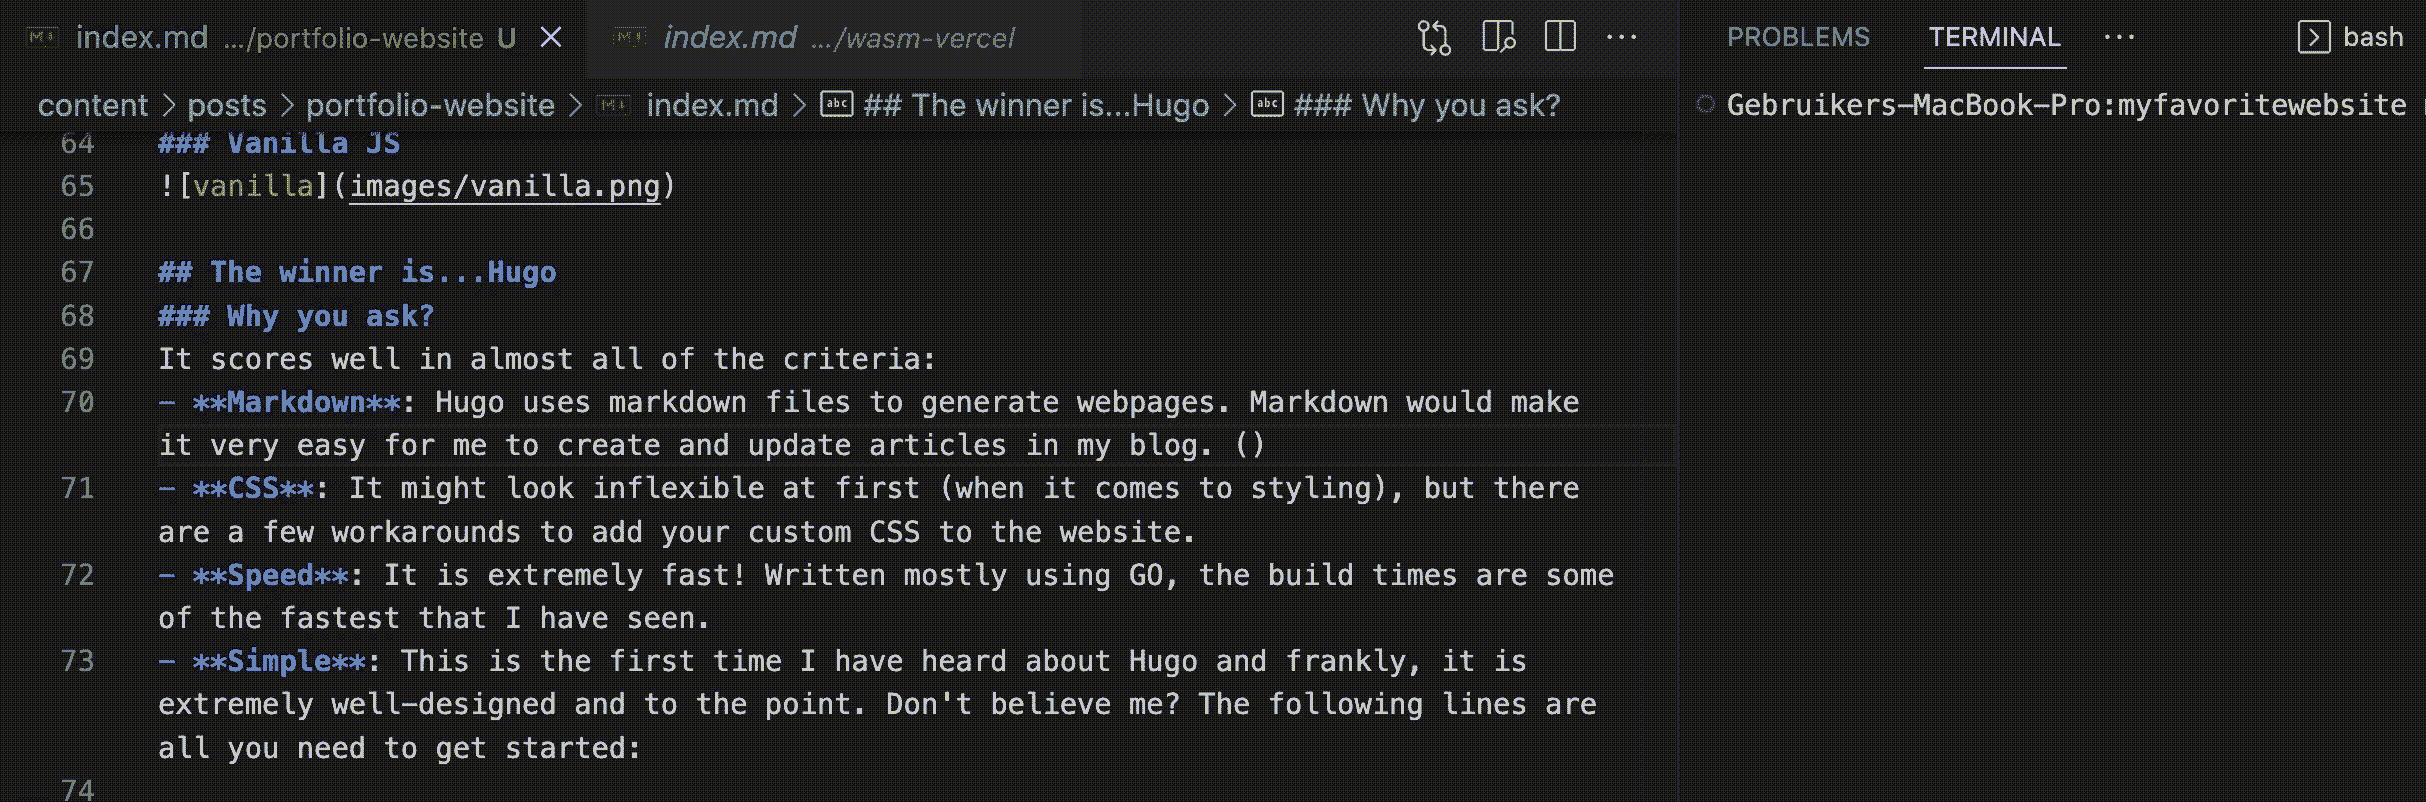 index.md .../portfolio-website U
index.md .../wasm-vercel
PROBLEMS TERMINAL ... bash
content > posts > portfolio-website > index.md > ## The winner is...Hugo > ### Why you ask?
Gebruikers-MacBook-Pro:myfavoritewebsite
64 ### Vanilla JS
65 ![vanilla](images/vanilla.png)
66
67 ## The winner is...Hugo
68 ### Why you ask?
69 It scores well in almost all of the criteria:
70 - **Markdown**: Hugo uses markdown files to generate webpages. Markdown would make
it very easy for me to create and update articles in my blog. ()
71 - **CSS**: It might look inflexible at first (when it comes to styling), but there
are a few workarounds to add your custom CSS to the website.
72 - **Speed**: It is extremely fast! Written mostly using GO, the build times are some
of the fastest that I have seen.
73 - **Simple**: This is the first time I have heard about Hugo and frankly, it is
extremely well-designed and to the point. Don't believe me? The following lines are
all you need to get started:
74